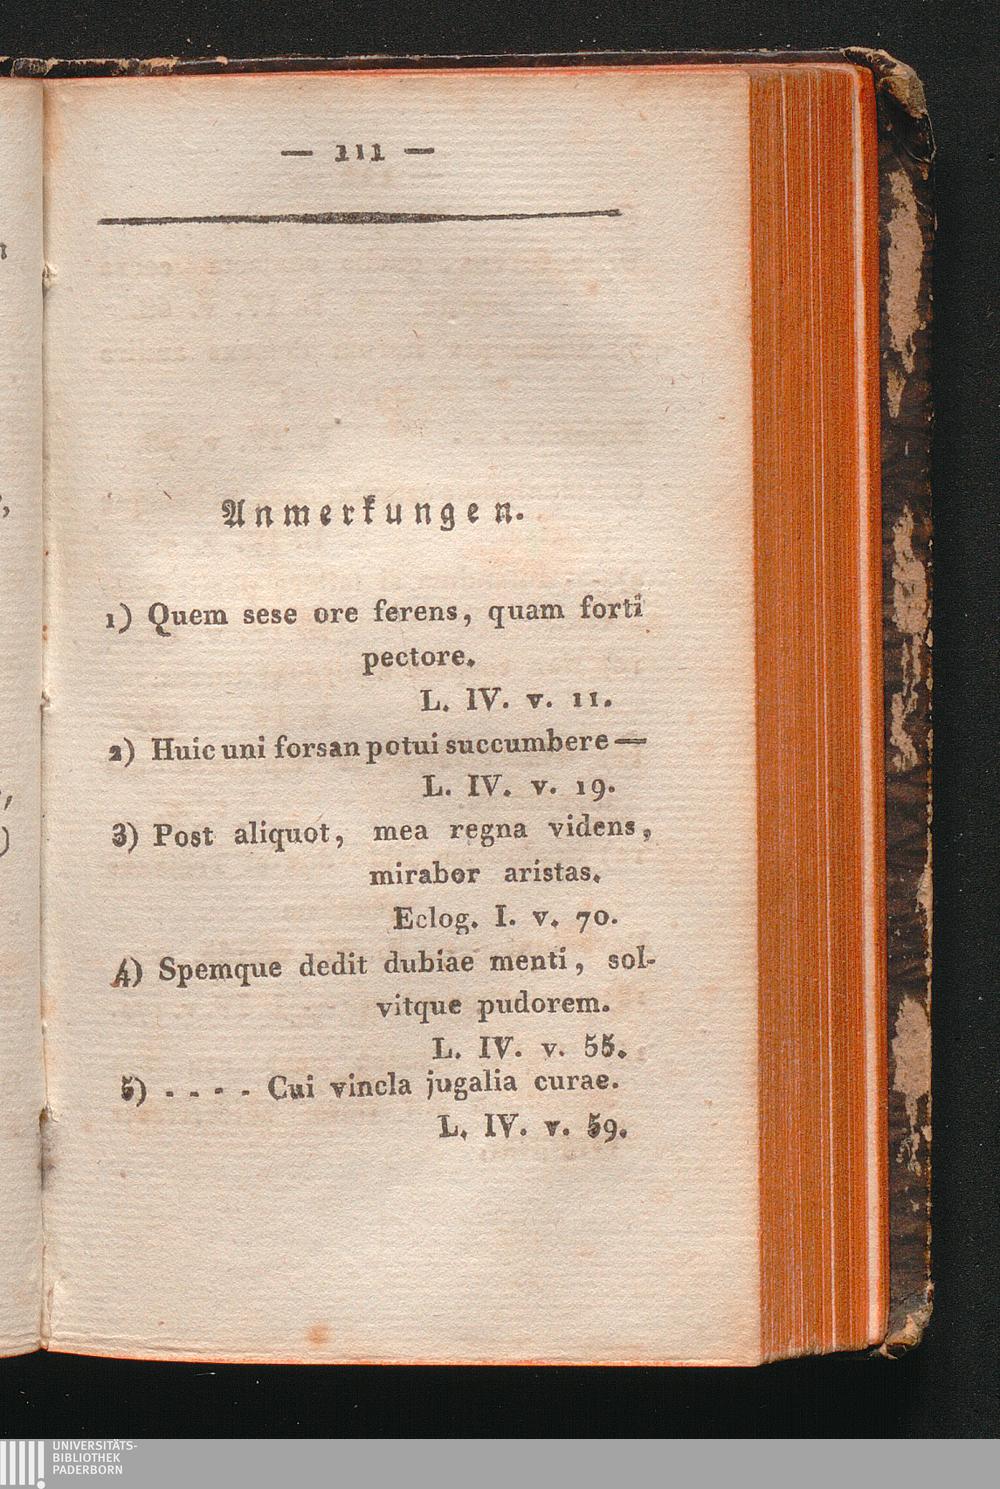 — 111 —
Anmerkungen.
1) Quem sese ore ferens, quam forti
pectore.
L. IV. v. 11.
2) Huic uni forsan potui succumbere —
L. IV. v. 19.
3) Post aliquot, mea regna videns,
mirabor aristas.
Eclog. I. v. 70.
4) Spemque dedit dubiae menti, sol-
vitque pudorem.
L. IV. v. 55.
5) - - - - Cui vincla jugalia curae.
L. IV. v. 59.
UNIVERSITÄTS-
BIBLIOTHEK
PADERBORN